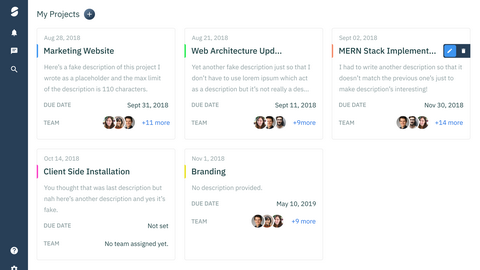 My Projects +
Aug 28, 2018
Marketing Website
Here's a fake description of this project I
wrote as a placeholder and the max limit
of the description is 110 characters.
DUE DATE Sept 31, 2018
TEAM +11 more
Aug 21, 2018
Web Architecture Upd...
Yet another fake description just so that I
don't have to use lorem ipsum which act
as a description but it's not really a des...
DUE DATE Sept 11, 2018
TEAM +9more
Sept 02, 2018
MERN Stack Implement...
I had to write another description so that it
doesn't match the previous one's just to
make description's interesting!
DUE DATE Nov 30, 2018
TEAM +14 more
Oct 14, 2018
Client Side Installation
You thought that was last description but
nah here's another description and yes it's
fake.
DUE DATE Not set
TEAM No team assigned yet.
Nov 1, 2018
Branding
No description provided.
DUE DATE May 10, 2019
TEAM +9 more